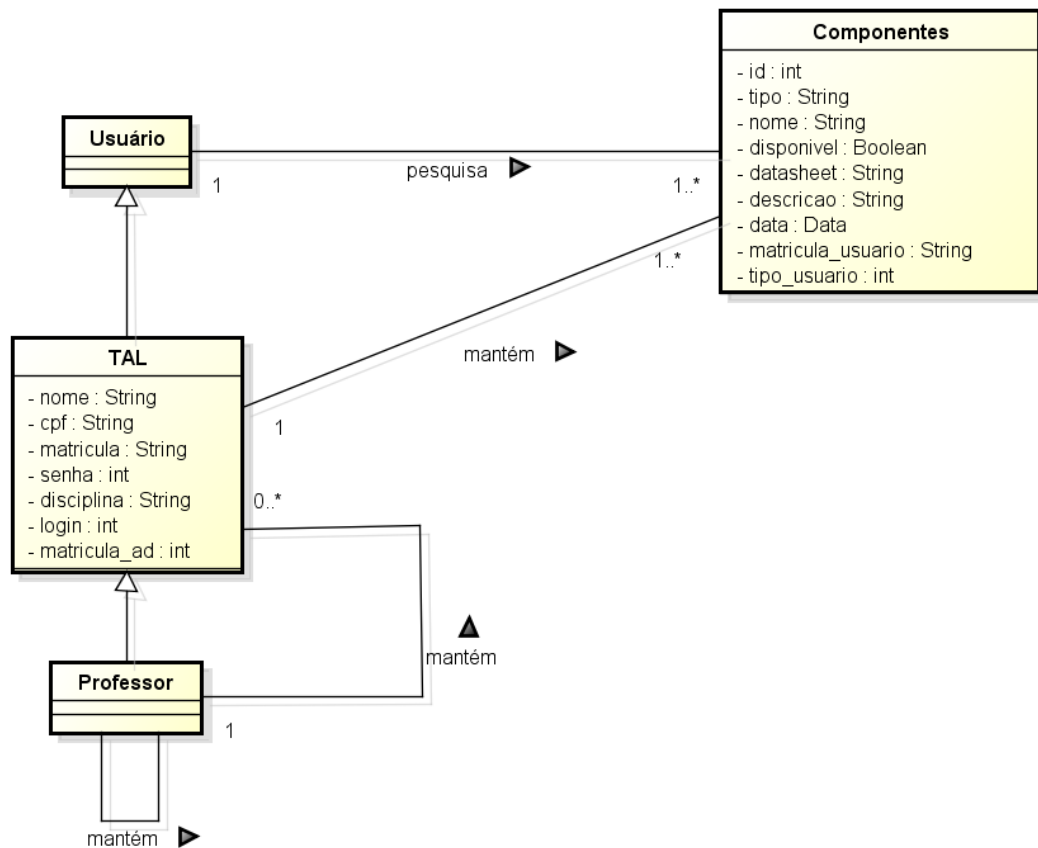 Componentes
- id : int
- tipo : String
- nome : String
- disponivel : Boolean
- datasheet : String
- descricao : String
- data : Data
- matricula_usuario : String
- tipo_usuario : int
Usuário
1
pesquisa
1..*
1..*
mantém
1
TAL
- nome : String
- cpf : String
- matricula : String
- senha : int
- disciplina : String
- login : int
- matricula_ad : int
0..*
mantém
Professor
1
mantém